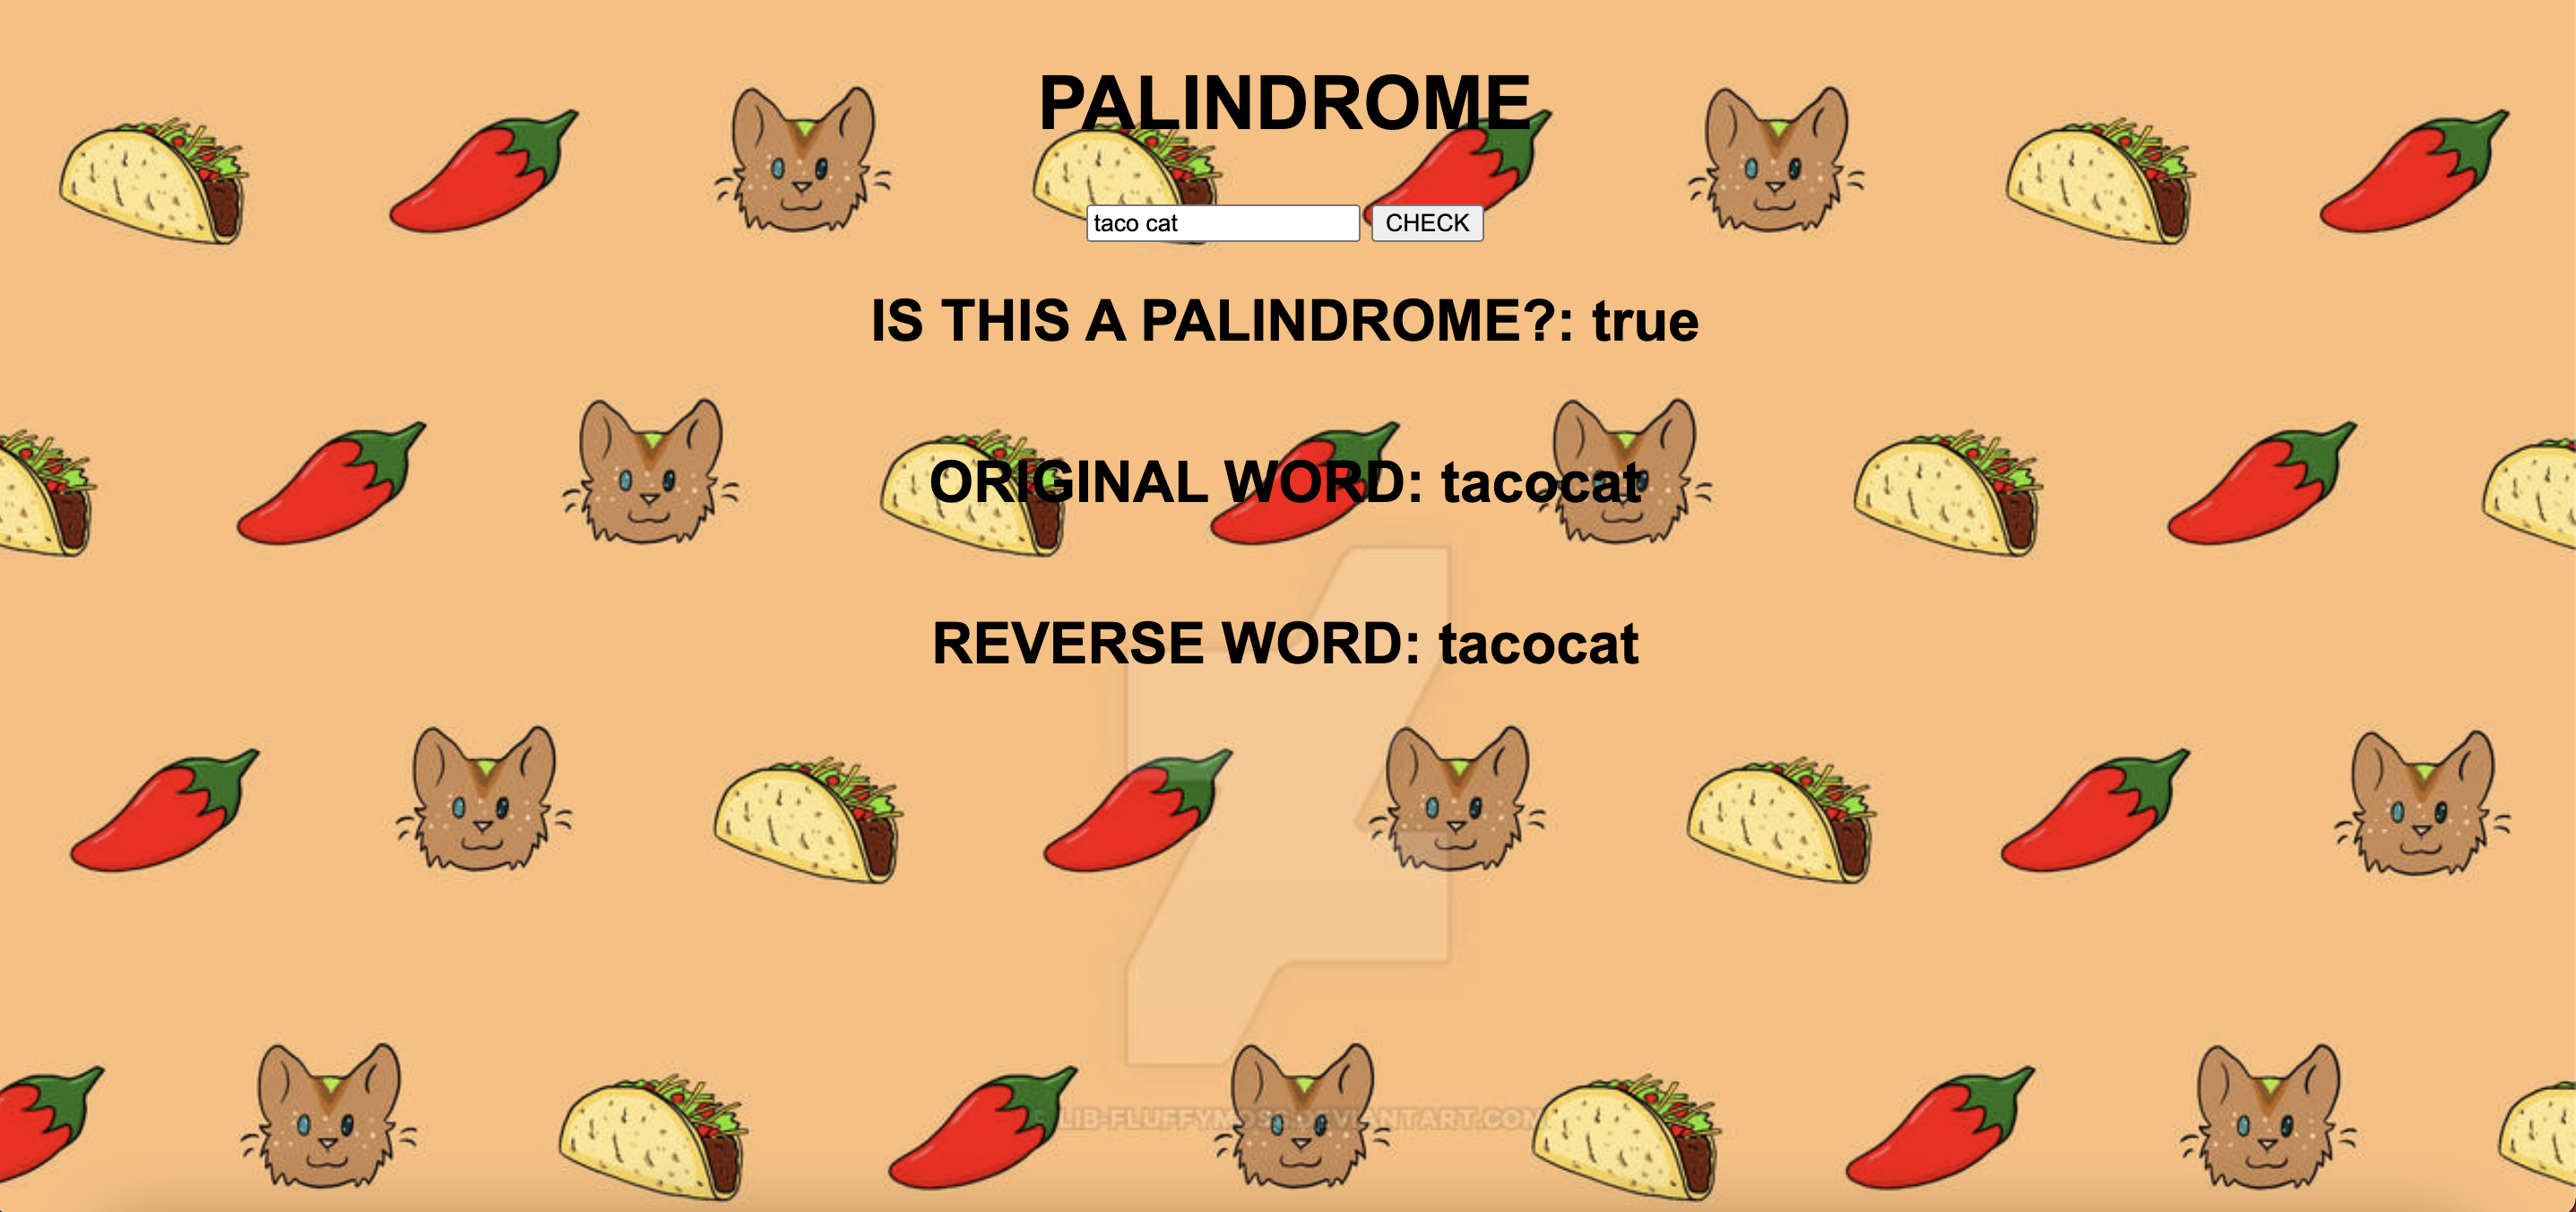 PALINDROME
taco cat CHECK
IS THIS A PALINDROME?: true
ORIGINAL WORD: tacocat
REVERSE WORD: tacocat